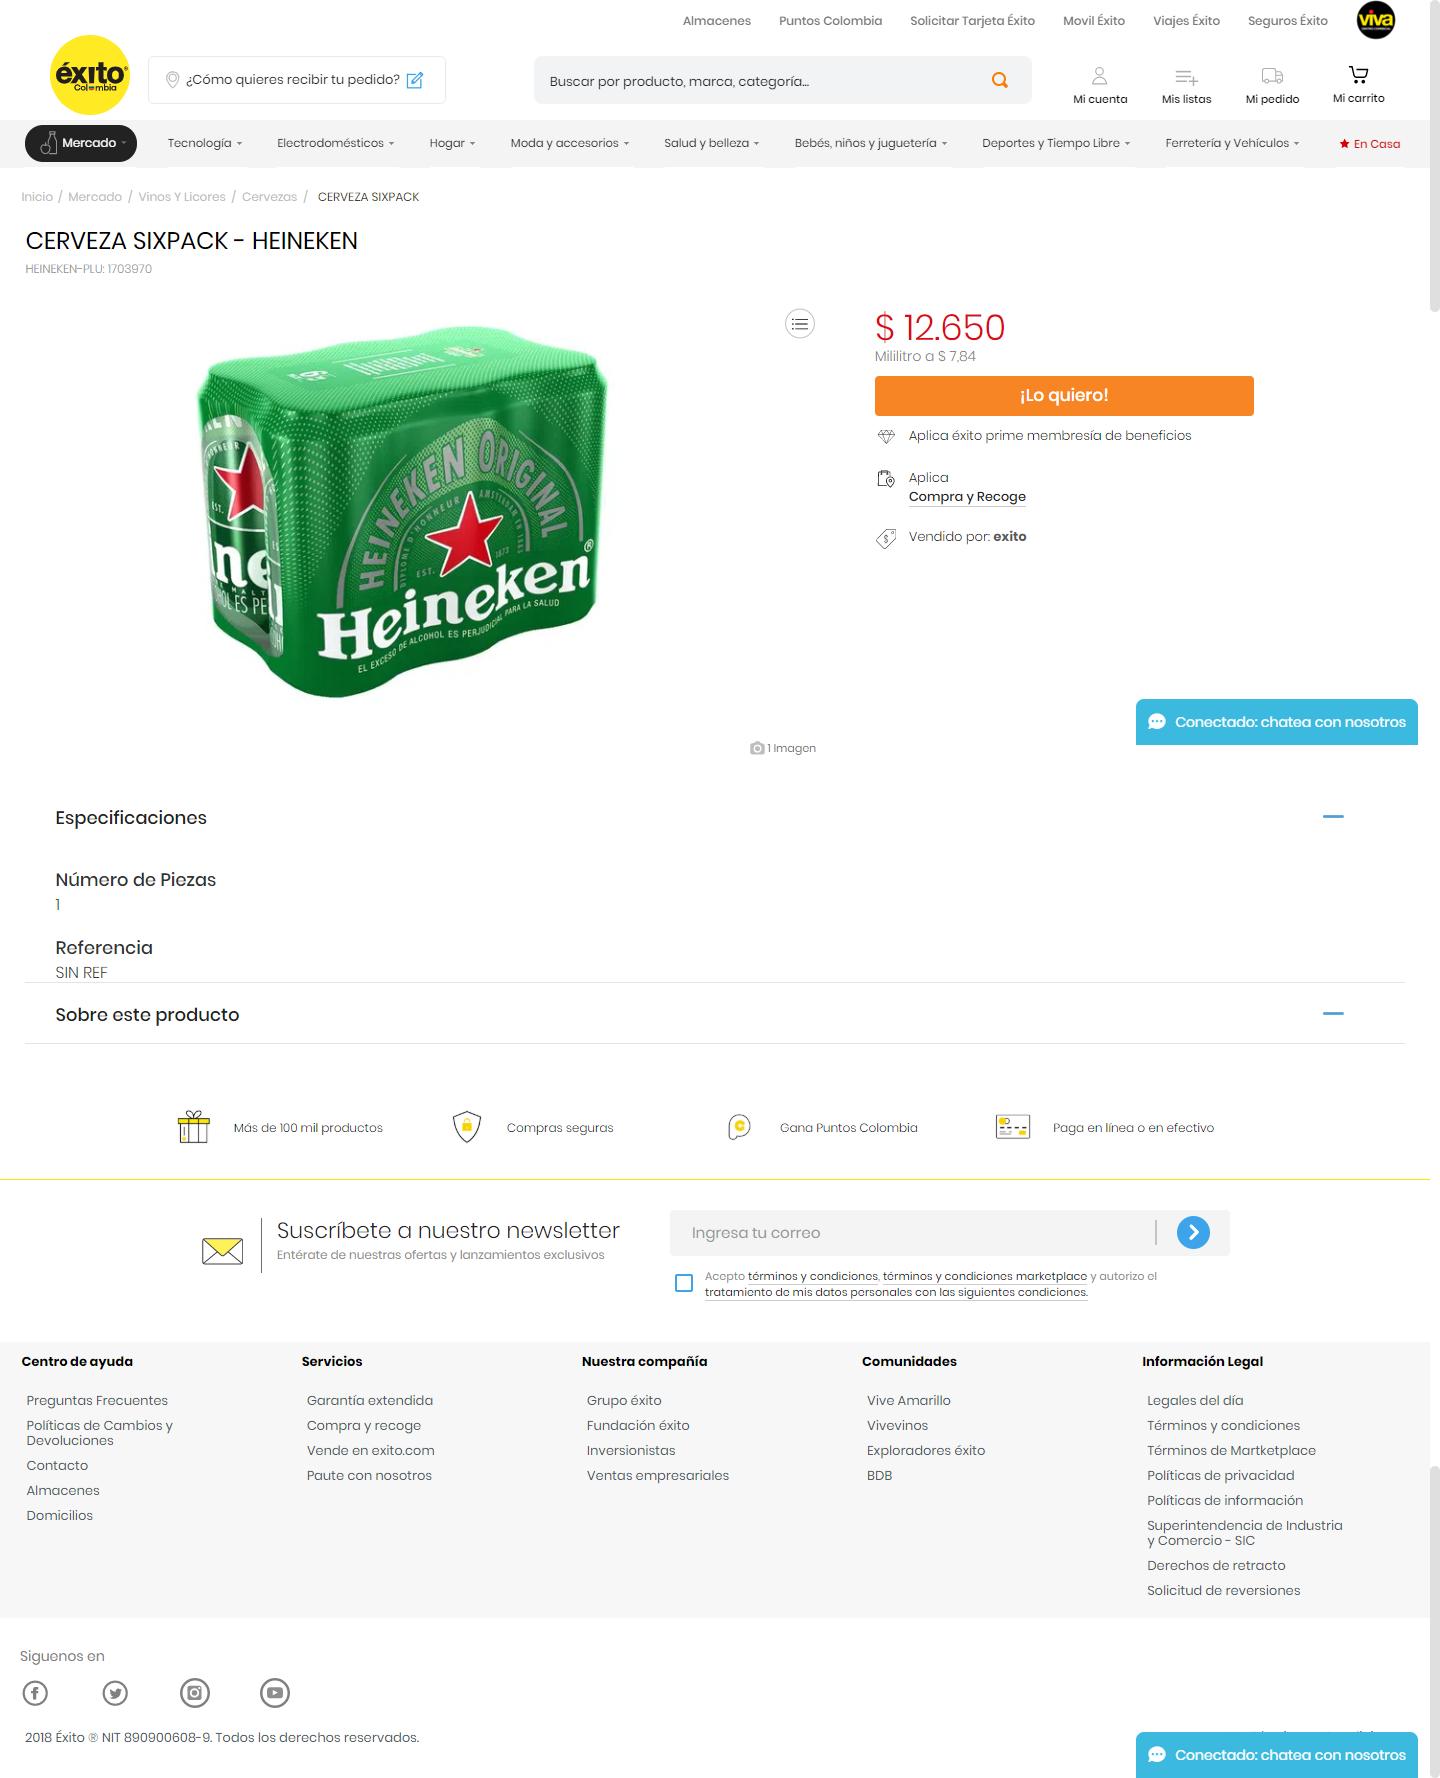 Almacenes
Puntos Colombia
Solicitar Tarjeta Éxito
Movil Éxito
Viajes Éxito
Seguros Éxito
viva
éxito
Colombia
¿Cómo quieres recibir tu pedido?
Buscar por producto, marca, categoría...
Mi cuenta
Mis listas
Mi pedido
Mi carrito
Mercado
Tecnología
Electrodomésticos
Hogar
Moda y accesorios
Salud y belleza
Bebés, niños y juguetería
Deportes y Tiempo Libre
Ferretería y Vehículos
En Casa
Inicio / Mercado / Vinos Y Licores / Cervezas / CERVEZA SIXPACK
CERVEZA SIXPACK - HEINEKEN
HEINEKEN-PLU: 1703970
HEINEKEN ORIGINAL
EST. 1873
Heineken®
EL EXCESO DE ALCOHOL ES PERJUDICIAL PARA LA SALUD
$ 12.650
Mililitro a $ 7,84
¡Lo quiero!
Aplica éxito prime membresía de beneficios
Aplica
Compra y Recoge
Vendido por: exito
Conectado: chatea con nosotros
1 Imagen
Especificaciones
Número de Piezas
1
Referencia
SIN REF
Sobre este producto
Más de 100 mil productos
Compras seguras
Gana Puntos Colombia
Paga en línea o en efectivo
Suscríbete a nuestro newsletter
Entérate de nuestras ofertas y lanzamientos exclusivos
Ingresa tu correo
Acepto términos y condiciones, términos y condiciones marketplace y autorizo el
tratamiento de mis datos personales con las siguientes condiciones.
Centro de ayuda
Preguntas Frecuentes
Políticas de Cambios y
Devoluciones
Contacto
Almacenes
Domicilios
Servicios
Garantía extendida
Compra y recoge
Vende en exito.com
Paute con nosotros
Nuestra compañía
Grupo éxito
Fundación éxito
Inversionistas
Ventas empresariales
Comunidades
Vive Amarillo
Vivevinos
Exploradores éxito
BDB
Información Legal
Legales del día
Términos y condiciones
Términos de Martketplace
Políticas de privacidad
Políticas de información
Superintendencia de Industria
y Comercio - SIC
Derechos de retracto
Solicitud de reversiones
Siguenos en
2018 Éxito ® NIT 890900608-9. Todos los derechos reservados.
Conectado: chatea con nosotros